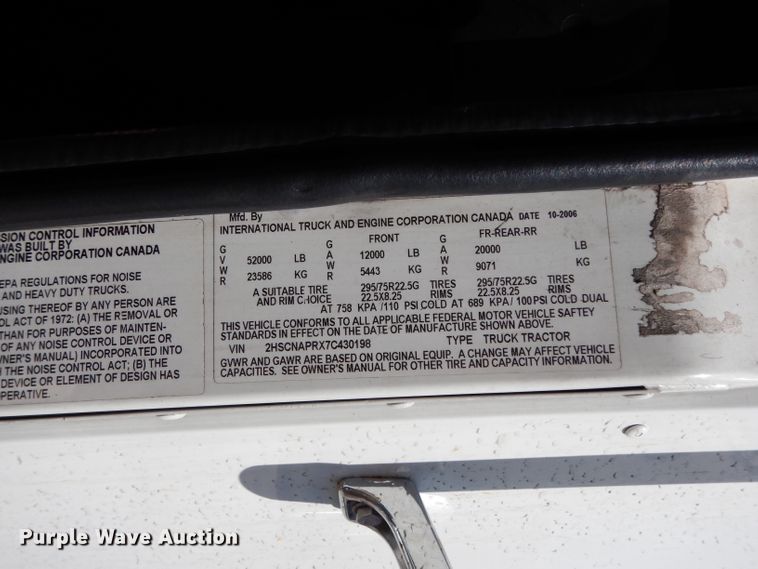 SSION CONTROL INFORMATION
WAS BUILT BY
ENGINE CORPORATION CANADA
EPA REGULATIONS FOR NOISE
AND HEAVY DUTY TRUCKS.
USING THEREOF BY ANY PERSON ARE
OL ACT OF 1972: (A) THE REMOVAL OR
THAN FOR PURPOSES OF MAINTEN-
OF ANY NOISE CONTROL DEVICE OR
WNER'S MANUAL) INCORPORATED INTO
H THE NOISE CONTROL ACT; (B) THE
DEVICE OR ELEMENT OF DESIGN HAS
PERATIVE.
Mfd. By
INTERNATIONAL TRUCK AND ENGINE CORPORATION CANADA DATE 10-2006
G G FRONT G FR-REAR-RR
V 52000 LB A 12000 LB A 20000 LB
W W W
R 23586 KG R 5443 KG R 9071 KG
A SUITABLE TIRE 295/75R22.5G TIRES 295/75R22.5G TIRES
AND RIM CHOICE 22.5X8.25 RIMS 22.5X8.25 RIMS
AT 758 KPA /110 PSI COLD AT 689 KPA/ 100 PSI COLD DUAL
THIS VEHICLE CONFORMS TO ALL APPLICABLE FEDERAL MOTOR VEHICLE SAFTEY
STANDARDS IN EFFECT ON THE DATE OF MANUFACTURE SHOWN ABOVE.
VIN 2HSCNAPRX7C430198 TYPE TRUCK TRACTOR
GVWR AND GAWR ARE BASED ON ORIGINAL EQUIP. A CHANGE MAY AFFECT VEHICLE
CAPACITIES. SEE OWNER'S MANUAL FOR OTHER TIRE AND CAPACITY INFORMATION.
Purple Wave Auction